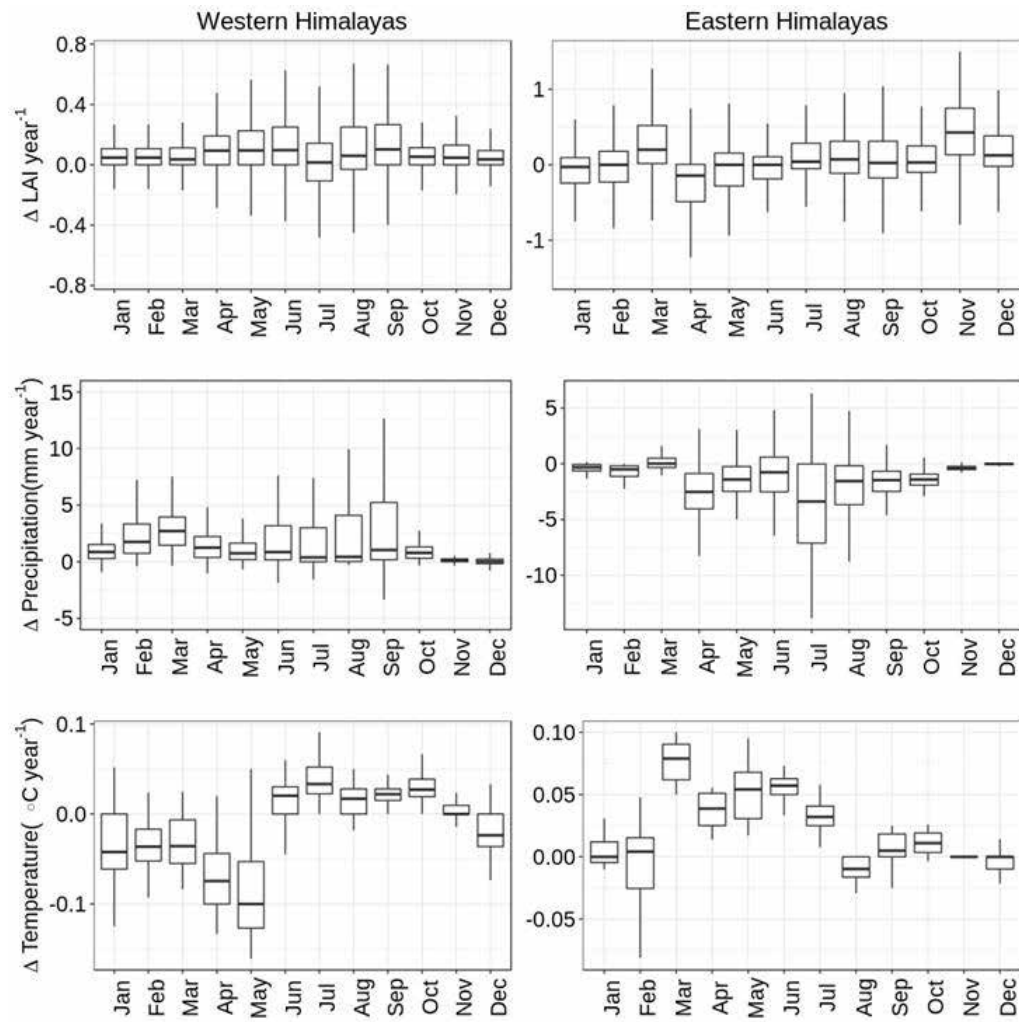 Western Himalayas
Eastern Himalayas
Δ LAI year⁻¹
0.8
0.4
0.0
-0.4
-0.8
Jan Feb Mar Apr May Jun Jul Aug Sep Oct Nov Dec
1
0
-1
Jan Feb Mar Apr May Jun Jul Aug Sep Oct Nov Dec
Δ Precipitation(mm year⁻¹)
15
10
5
0
-5
Jan Feb Mar Apr May Jun Jul Aug Sep Oct Nov Dec
5
0
-5
-10
Jan Feb Mar Apr May Jun Jul Aug Sep Oct Nov Dec
Δ Temperature( ◦C year⁻¹)
0.1
0.0
-0.1
Jan Feb Mar Apr May Jun Jul Aug Sep Oct Nov Dec
0.10
0.05
0.00
-0.05
Jan Feb Mar Apr May Jun Jul Aug Sep Oct Nov Dec